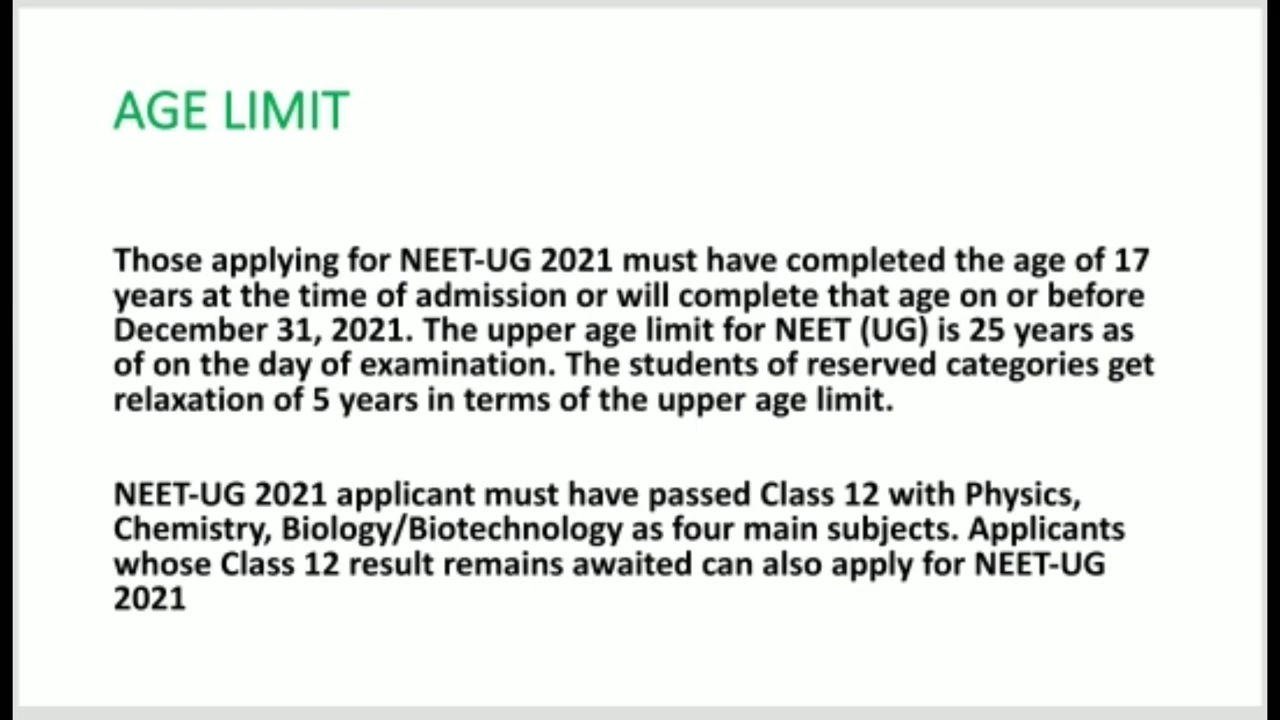 AGE LIMIT
Those applying for NEET-UG 2021 must have completed the age of 17
years at the time of admission or will complete that age on or before
December 31, 2021. The upper age limit for NEET (UG) is 25 years as
of on the day of examination. The students of reserved categories get
relaxation of 5 years in terms of the upper age limit.
NEET-UG 2021 applicant must have passed Class 12 with Physics,
Chemistry, Biology/Biotechnology as four main subjects. Applicants
whose Class 12 result remains awaited can also apply for NEET-UG
2021